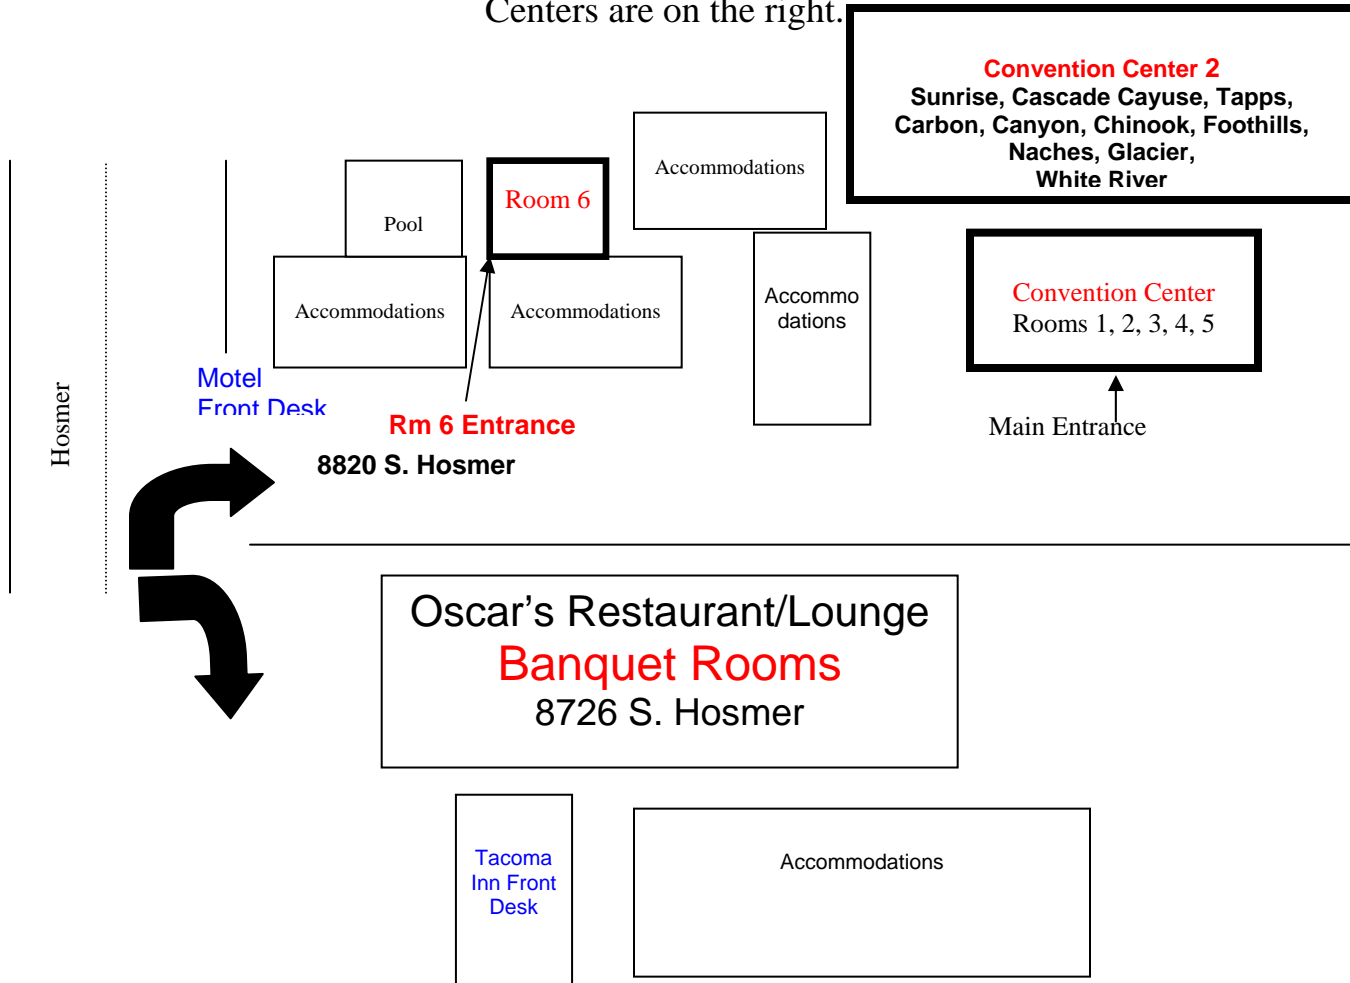 Centers are on the right.
Convention Center 2
Sunrise, Cascade Cayuse, Tapps,
Carbon, Canyon, Chinook, Foothills,
Naches, Glacier,
White River
Accommodations
Room 6
Pool
Accommodations
Accommodations
Accommo
dations
Convention Center
Rooms 1, 2, 3, 4, 5
Motel
Front Desk
Rm 6 Entrance
Main Entrance
Hosmer
8820 S. Hosmer
Oscar's Restaurant/Lounge
Banquet Rooms
8726 S. Hosmer
Tacoma
Inn Front
Desk
Accommodations